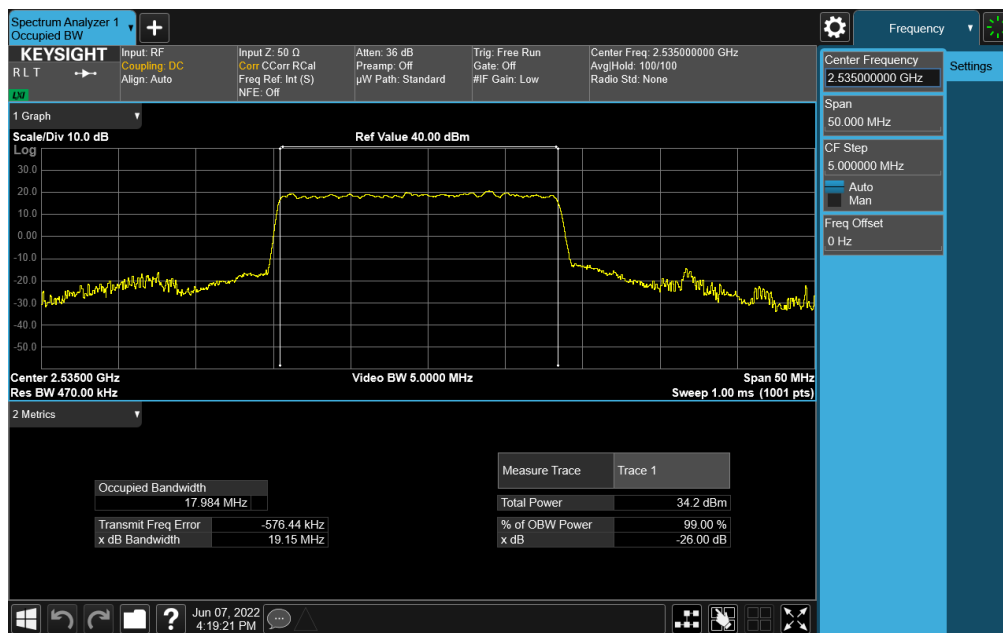 Spectrum Analyzer 1
Occupied BW
Frequency
KEYSIGHT
R L T
LXI
Input: RF
Coupling: DC
Align: Auto
Input Z: 50 Ω
Corr CCorr RCal
Freq Ref: Int (S)
NFE: Off
Atten: 36 dB
Preamp: Off
µW Path: Standard
Trig: Free Run
Gate: Off
#IF Gain: Low
Center Freq: 2.535000000 GHz
Avg|Hold: 100/100
Radio Std: None
Center Frequency
2.535000000 GHz
Settings
Span
50.000 MHz
CF Step
5.000000 MHz
Auto
Man
Freq Offset
0 Hz
1 Graph
Scale/Div 10.0 dB
Ref Value 40.00 dBm
Log
30.0
20.0
10.0
0.00
-10.0
-20.0
-30.0
-40.0
-50.0
Center 2.53500 GHz
Video BW 5.0000 MHz
Span 50 MHz
Res BW 470.00 kHz
Sweep 1.00 ms (1001 pts)
2 Metrics
Measure Trace Trace 1
Occupied Bandwidth
17.984 MHz
Total Power 34.2 dBm
Transmit Freq Error -576.44 kHz
% of OBW Power 99.00 %
x dB Bandwidth 19.15 MHz
x dB -26.00 dB
?
Jun 07, 2022
4:19:21 PM